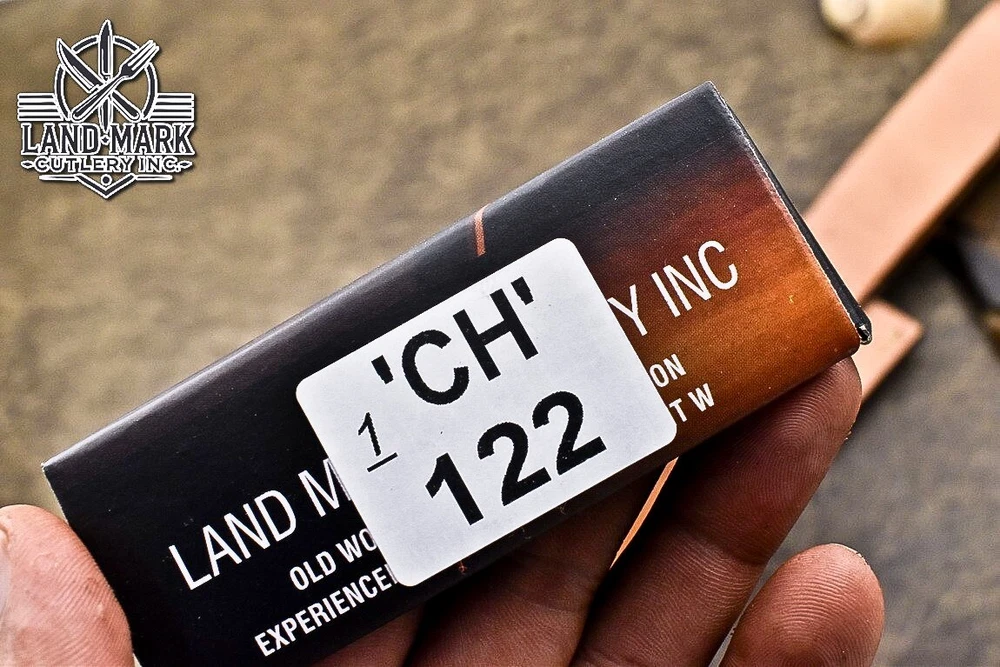 LAND MARK
CUTLERY INC.
'CH'
1
122
LAND M
Y INC
OLD WO
ON
EXPERIENCE
T W